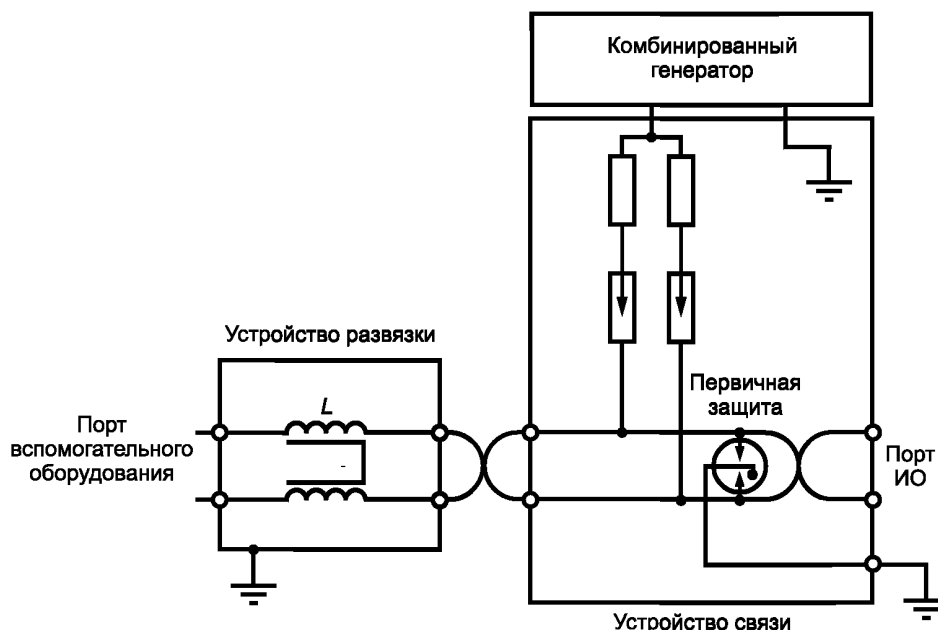 Комбинированный
генератор
Устройство развязки
L
Первичная
защита
Порт
вспомогательного
оборудования
Порт
ИО
Устройство связи